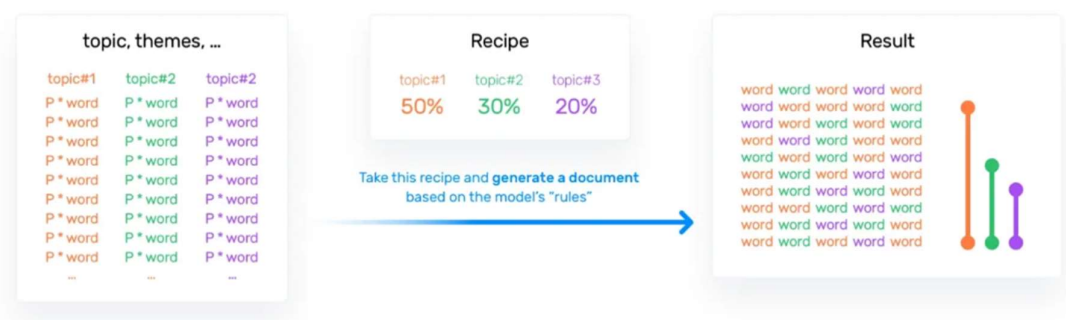 topic, themes, ...
topic#1 topic#2 topic#2
P * word P * word P * word
P * word P * word P * word
P * word P * word P * word
P * word P * word P * word
P * word P * word P * word
P * word P * word P * word
P * word P * word P * word
P * word P * word P * word
P * word P * word P * word
... ... ...
Recipe
topic#1 topic#2 topic#3
50% 30% 20%
Take this recipe and generate a document
based on the model's "rules"
Result
word word word word word
word word word word word
word word word word word
word word word word word
word word word word word
word word word word word
word word word word word
word word word word word
word word word word word
word word word word word